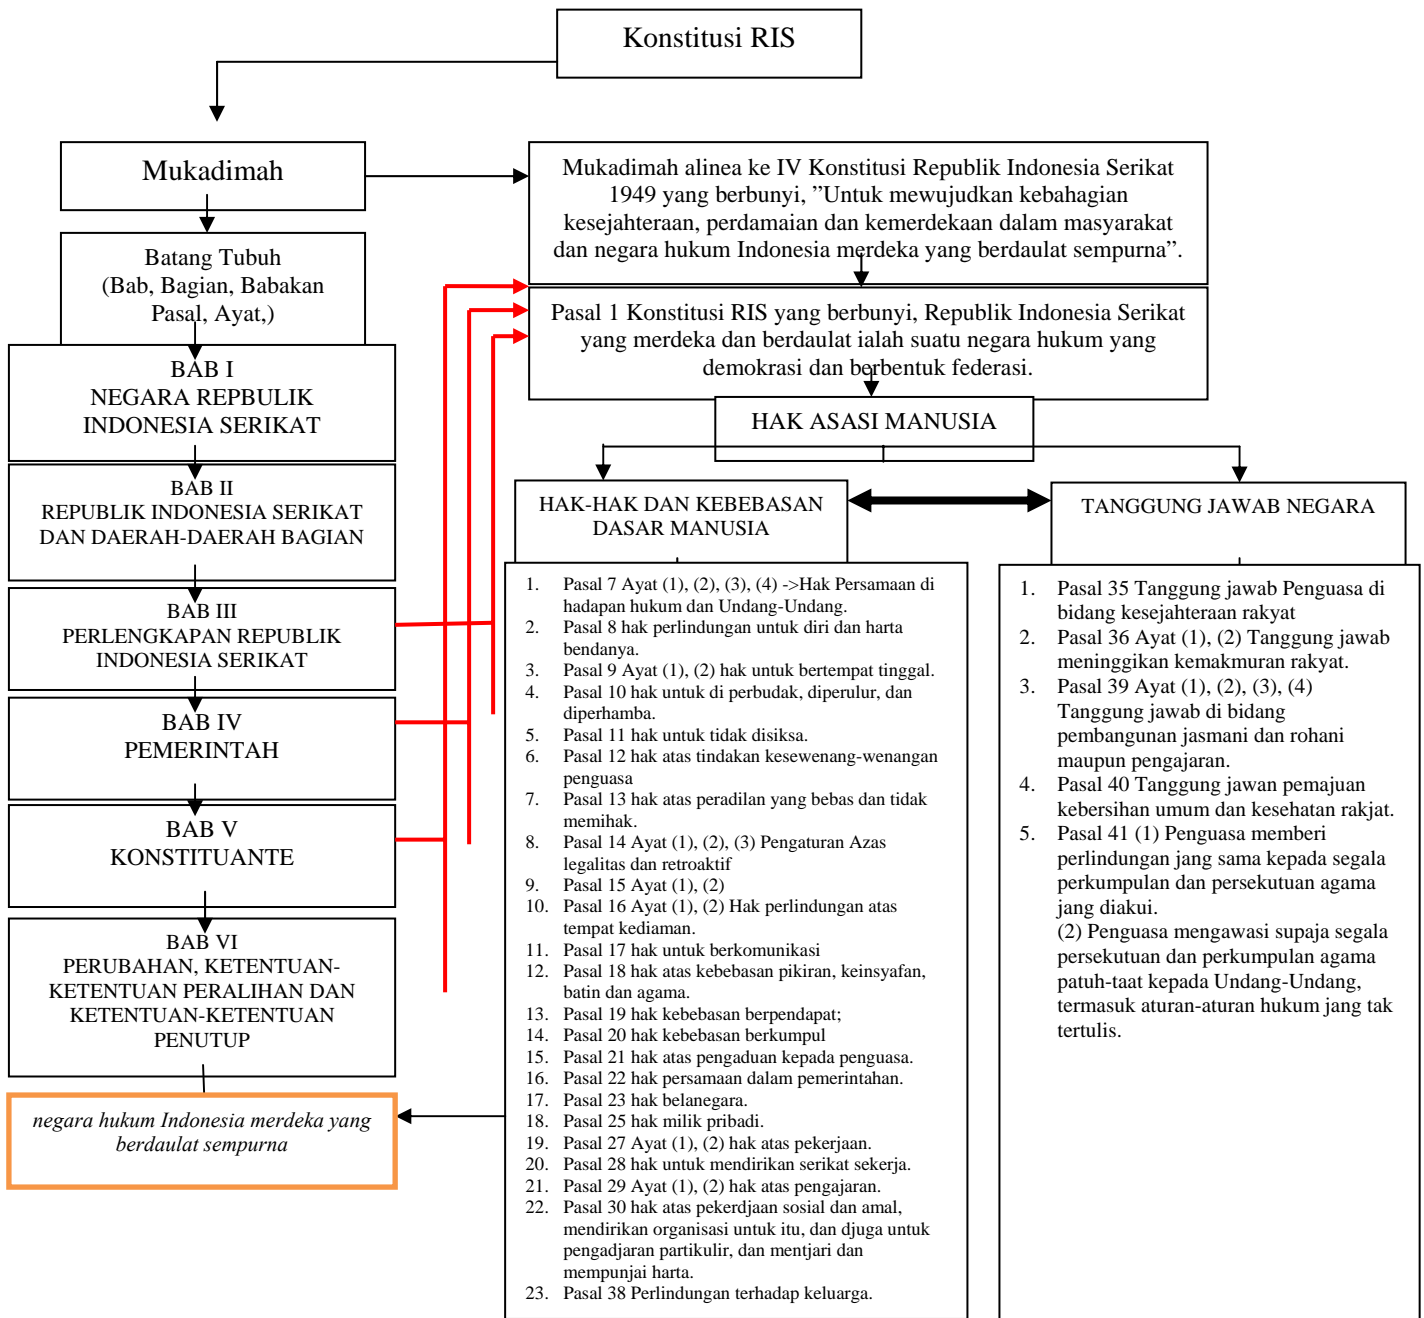 Konstitusi RIS
Mukadimah
Mukadimah alinea ke IV Konstitusi Republik Indonesia Serikat
1949 yang berbunyi, ”Untuk mewujudkan kebahagian
kesejahteraan, perdamaian dan kemerdekaan dalam masyarakat
dan negara hukum Indonesia merdeka yang berdaulat sempurna”.
Batang Tubuh
(Bab, Bagian, Babakan
Pasal, Ayat,)
Pasal 1 Konstitusi RIS yang berbunyi, Republik Indonesia Serikat
yang merdeka dan berdaulat ialah suatu negara hukum yang
demokrasi dan berbentuk federasi.
BAB I
NEGARA REPBULIK
INDONESIA SERIKAT
BAB II
REPUBLIK INDONESIA SERIKAT
DAN DAERAH-DAERAH BAGIAN
BAB III
PERLENGKAPAN REPUBLIK
INDONESIA SERIKAT
BAB IV
PEMERINTAH
BAB V
KONSTITUANTE
BAB VI
PERUBAHAN, KETENTUAN-
KETENTUAN PERALIHAN DAN
KETENTUAN-KETENTUAN
PENUTUP
negara hukum Indonesia merdeka yang
berdaulat sempurna
HAK ASASI MANUSIA
HAK-HAK DAN KEBEBASAN
DASAR MANUSIA
1. Pasal 7 Ayat (1), (2), (3), (4) ->Hak Persamaan di
hadapan hukum dan Undang-Undang.
2. Pasal 8 hak perlindungan untuk diri dan harta
bendanya.
3. Pasal 9 Ayat (1), (2) hak untuk bertempat tinggal.
4. Pasal 10 hak untuk di perbudak, diperulur, dan
diperhamba.
5. Pasal 11 hak untuk tidak disiksa.
6. Pasal 12 hak atas tindakan kesewenang-wenangan
penguasa
7. Pasal 13 hak atas peradilan yang bebas dan tidak
memihak.
8. Pasal 14 Ayat (1), (2), (3) Pengaturan Azas
legalitas dan retroaktif
9. Pasal 15 Ayat (1), (2)
10. Pasal 16 Ayat (1), (2) Hak perlindungan atas
tempat kediaman.
11. Pasal 17 hak untuk berkomunikasi
12. Pasal 18 hak atas kebebasan pikiran, keinsyafan,
batin dan agama.
13. Pasal 19 hak kebebasan berpendapat;
14. Pasal 20 hak kebebasan berkumpul
15. Pasal 21 hak atas pengaduan kepada penguasa.
16. Pasal 22 hak persamaan dalam pemerintahan.
17. Pasal 23 hak belanegara.
18. Pasal 25 hak milik pribadi.
19. Pasal 27 Ayat (1), (2) hak atas pekerjaan.
20. Pasal 28 hak untuk mendirikan serikat sekerja.
21. Pasal 29 Ayat (1), (2) hak atas pengajaran.
22. Pasal 30 hak atas pekerdjaan sosial dan amal,
mendirikan organisasi untuk itu, dan djuga untuk
pengadjaran partikulir, dan mentjari dan
mempunjai harta.
23. Pasal 38 Perlindungan terhadap keluarga.
TANGGUNG JAWAB NEGARA
1. Pasal 35 Tanggung jawab Penguasa di
bidang kesejahteraan rakyat
2. Pasal 36 Ayat (1), (2) Tanggung jawab
meninggikan kemakmuran rakyat.
3. Pasal 39 Ayat (1), (2), (3), (4)
Tanggung jawab di bidang
pembangunan jasmani dan rohani
maupun pengajaran.
4. Pasal 40 Tanggung jawan pemajuan
kebersihan umum dan kesehatan rakjat.
5. Pasal 41 (1) Penguasa memberi
perlindungan jang sama kepada segala
perkumpulan dan persekutuan agama
jang diakui.
(2) Penguasa mengawasi supaja segala
persekutuan dan perkumpulan agama
patuh-taat kepada Undang-Undang,
termasuk aturan-aturan hukum jang tak
tertulis.